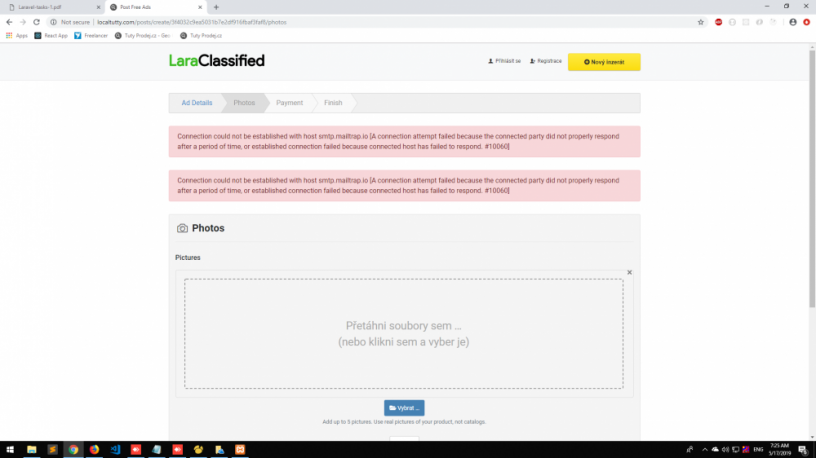 Laravel-tasks-1.pdf
Post Free Ads
Not secure | localtutty.com/posts/create/3f4032c9ea5031b7e2df916fbaf3faf8/photos
Apps React App Freelancer Tuty Prodej.cz - Gec Tuty Prodej.cz
LaraClassified
Přihlásit se Registrace Nový inzerát
Ad Details Photos Payment Finish
Connection could not be established with host smtp.mailtrap.io [A connection attempt failed because the connected party did not properly respond
after a period of time, or established connection failed because connected host has failed to respond. #10060]
Connection could not be established with host smtp.mailtrap.io [A connection attempt failed because the connected party did not properly respond
after a period of time, or established connection failed because connected host has failed to respond. #10060]
Photos
Pictures
Přetáhni soubory sem ...
(nebo klikni sem a vyber je)
Vybrat ...
Add up to 5 pictures. Use real pictures of your product, not catalogs.
ENG
7:25 AM
3/17/2019